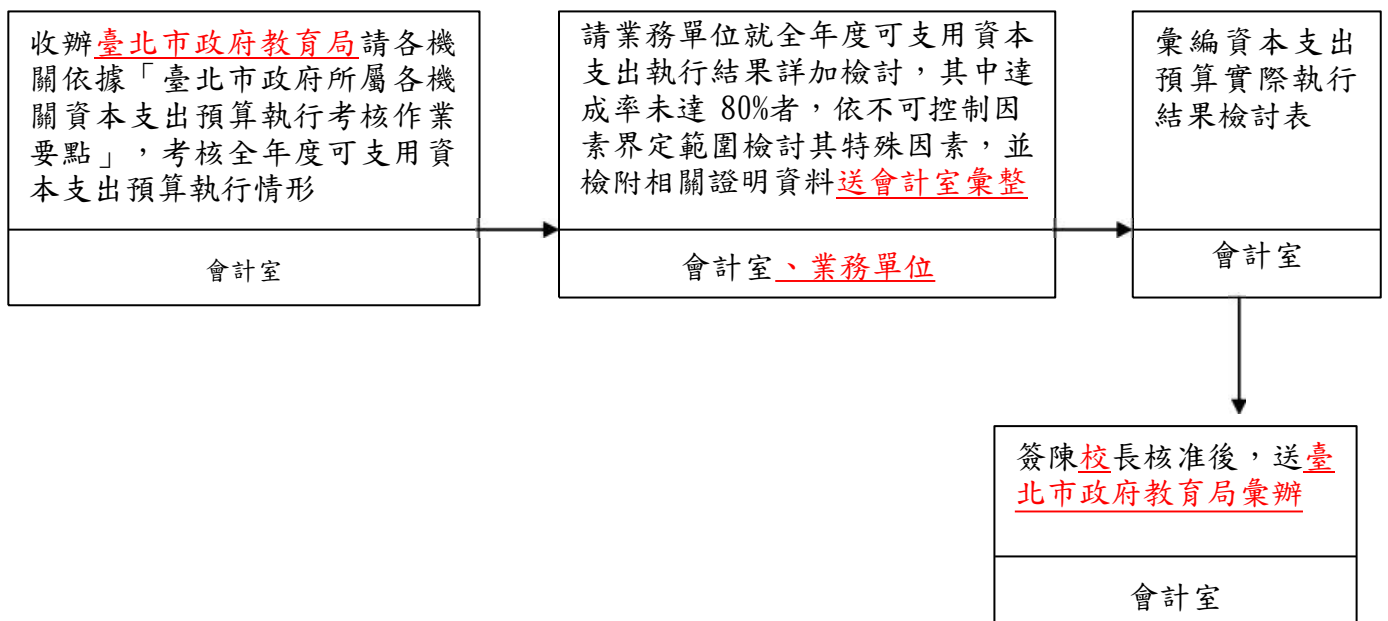 收辦臺北市政府教育局請各機
關依據「臺北市政府所屬各機
關資本支出預算執行考核作業
要點」，考核全年度可支用資
本支出預算執行情形
會計室
請業務單位就全年度可支用資本
支出執行結果詳加檢討，其中達
成率未達 80%者，依不可控制因
素界定範圍檢討其特殊因素，並
檢附相關證明資料送會計室彙整
會計室、業務單位
彙編資本支出
預算實際執行
結果檢討表
會計室
簽陳校長核准後，送臺
北市政府教育局彙辦
會計室